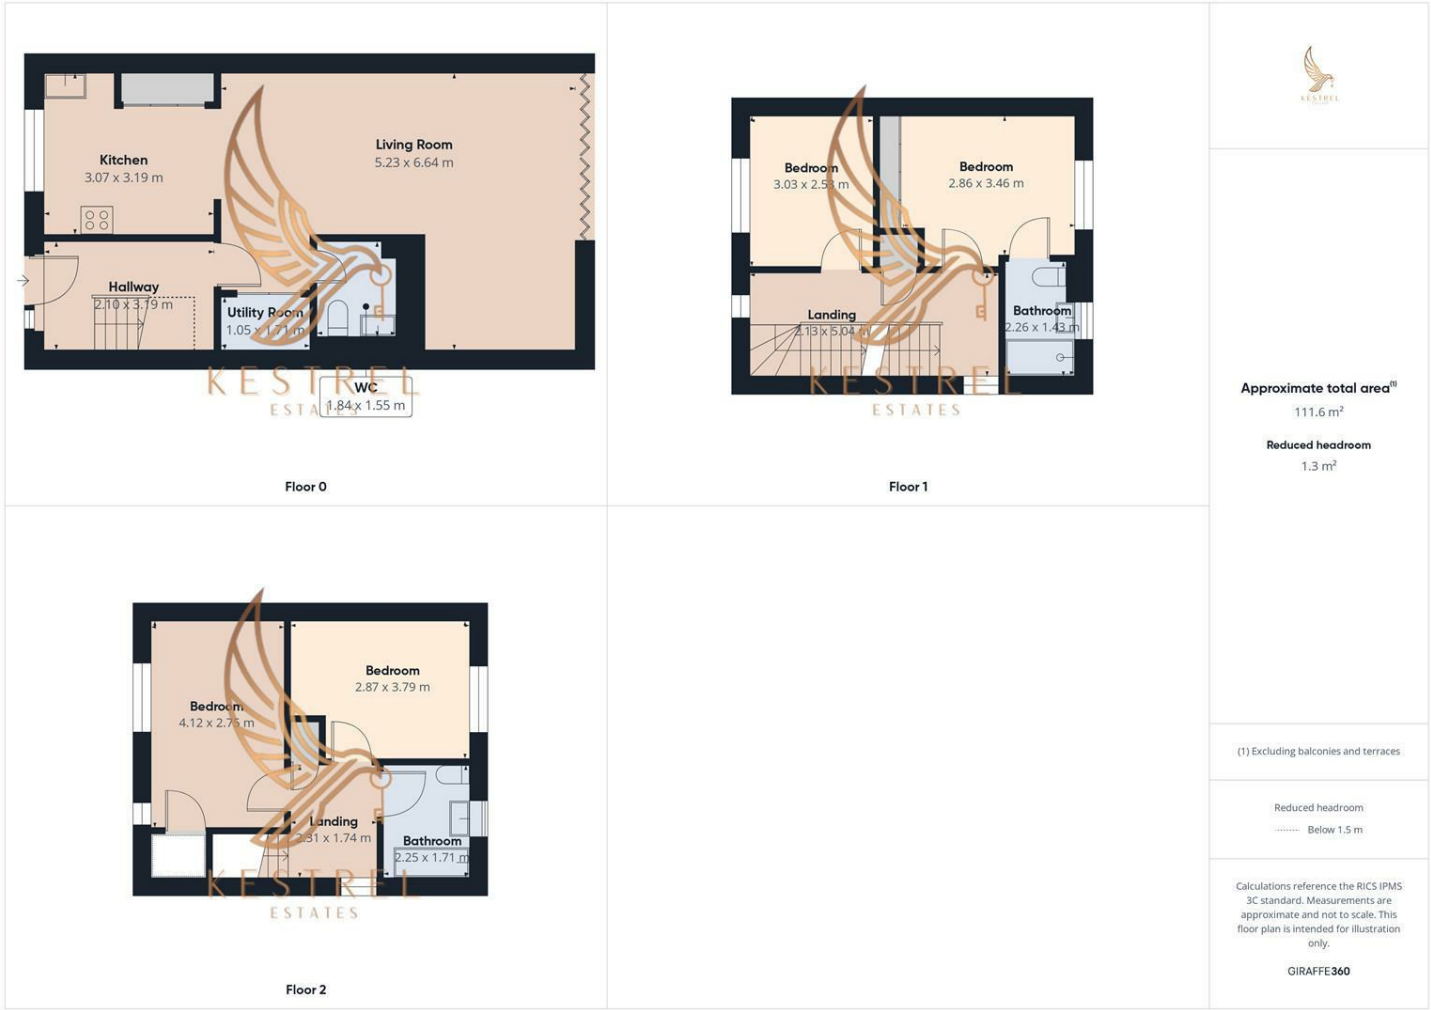 Kitchen
3.07 x 3.19 m
Living Room
5.23 x 6.64 m
Hallway
2.10 x 3.19 m
Utility Room
1.05 x 1.71 m
WC
1.84 x 1.55 m
KESTREL
ESTATES
Floor 0
Bedroom
3.03 x 2.53 m
Bedroom
2.86 x 3.46 m
Landing
2.13 x 5.04 m
Bathroom
2.26 x 1.43 m
KESTREL
ESTATES
Floor 1
Bedroom
4.12 x 2.75 m
Bedroom
2.87 x 3.79 m
Landing
2.31 x 1.74 m
Bathroom
2.25 x 1.71 m
KESTREL
ESTATES
Floor 2
KESTREL
Approximate total area(1)
111.6 m²
Reduced headroom
1.3 m²
(1) Excluding balconies and terraces
Reduced headroom
Below 1.5 m
Calculations reference the RICS IPMS
3C standard. Measurements are
approximate and not to scale. This
floor plan is intended for illustration
only.
GIRAFFE360